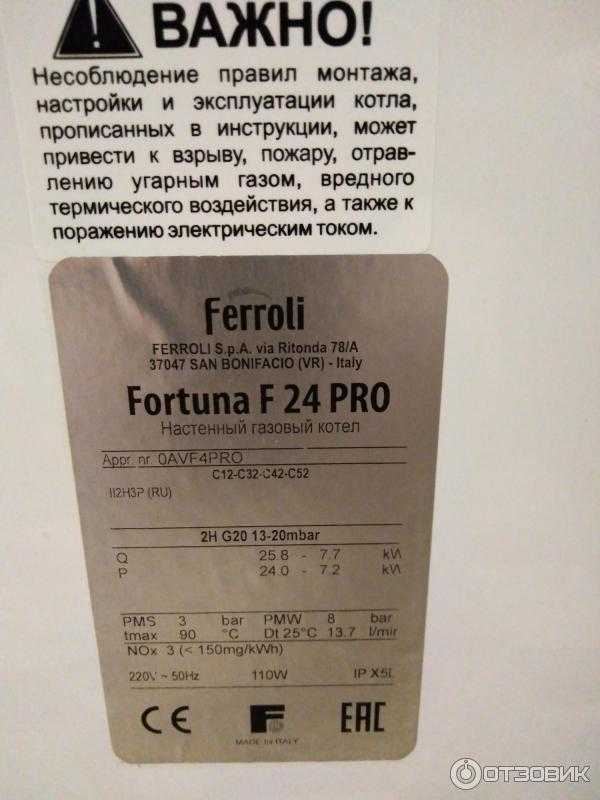 ВАЖНО!
Несоблюдение правил монтажа,
настройки и эксплуатации котла,
прописанных в инструкции, может
привести к взрыву, пожару, отрав-
лению угарным газом, вредного
термического воздействия, а также к
поражению электрическим током.
Ferroli
FERROLI S.p.A. via Ritonda 78/A
37047 SAN BONIFACIO (VR) - Italy
Fortuna F 24 PRO
Настенный газовый котел
Appr. nr. 0AVF4PRO
C12-C32-C42-C52
II2H3P (RU)
2H G20 13-20mbar
Q 25.8 - 7.7 kW
P 24.0 - 7.2 kW
PMS 3 bar PMW 8 bar
tmax 90 °C Dt 25°C 13.7 l/min
NOx 3 (< 150mg/kWh)
220V ~ 50Hz 110W IP X5D
CE F EAC
MADE IN ITALY
ОТЗОВИК